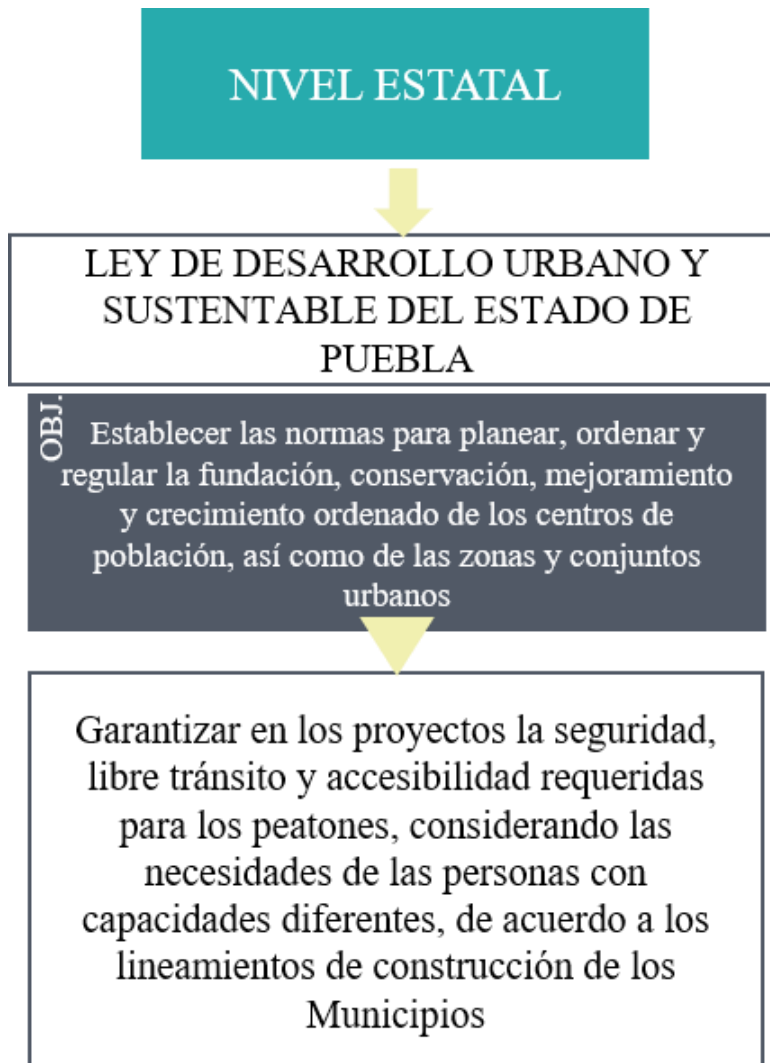 NIVEL ESTATAL
LEY DE DESARROLLO URBANO Y
SUSTENTABLE DEL ESTADO DE
PUEBLA
OBJ.
Establecer las normas para planear, ordenar y
regular la fundación, conservación, mejoramiento
y crecimiento ordenado de los centros de
población, así como de las zonas y conjuntos
urbanos
Garantizar en los proyectos la seguridad,
libre tránsito y accesibilidad requeridas
para los peatones, considerando las
necesidades de las personas con
capacidades diferentes, de acuerdo a los
lineamientos de construcción de los
Municipios